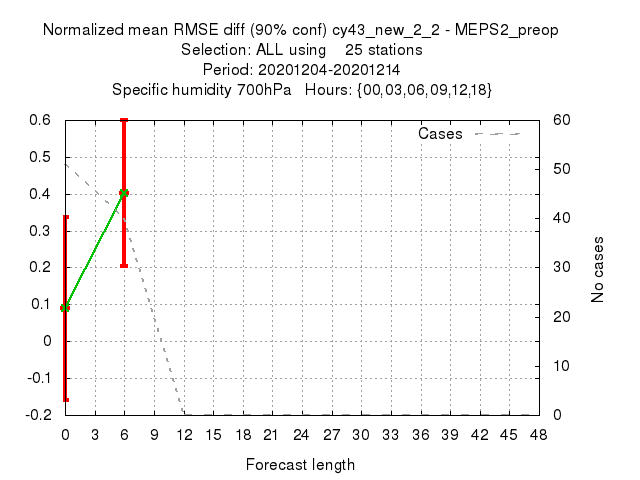 Normalized mean RMSE diff (90% conf) cy43_new_2_2 - MEPS2_preop
Selection: ALL using 25 stations
Period: 20201204-20201214
Specific humidity 700hPa Hours: {00,03,06,09,12,18}
0.6
0.5
0.4
0.3
0.2
0.1
0
-0.1
-0.2
Cases
60
50
40
30
20
10
0
No cases
0 3 6 9 12 15 18 21 24 27 30 33 36 39 42 45 48
Forecast length